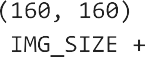 (160, 160)
IMG_SIZE +